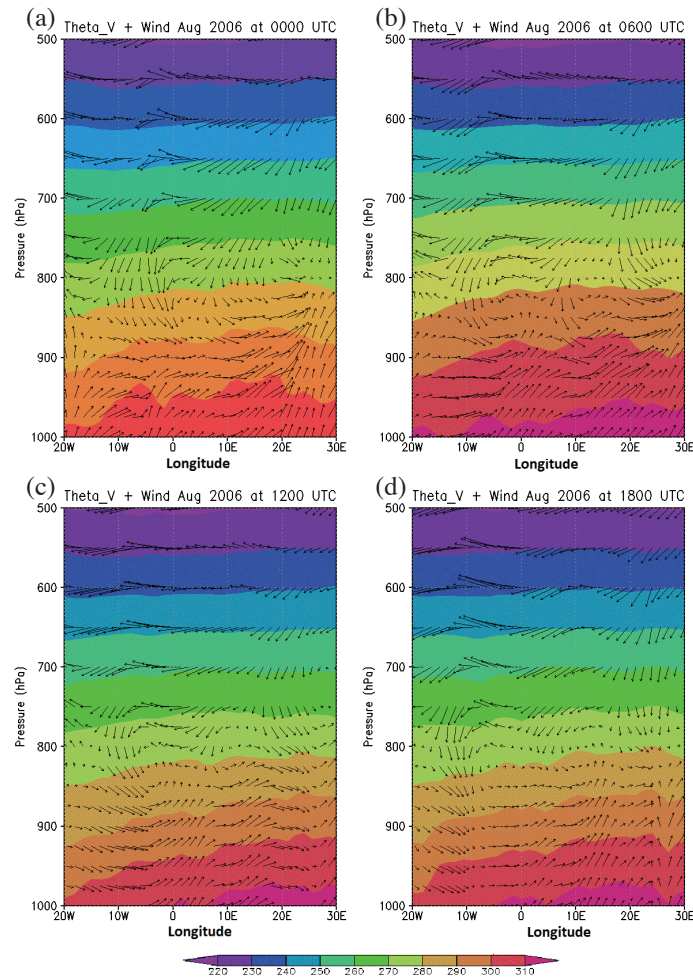 (a)
Theta_V + Wind Aug 2006 at 0000 UTC
500
600
700
800
900
1000
Pressure (hPa)
20W 10W 0 10E 20E 30E
Longitude
(b)
Theta_V + Wind Aug 2006 at 0600 UTC
500
600
700
800
900
1000
Pressure (hPa)
20W 10W 0 10E 20E 30E
Longitude
(c)
Theta_V + Wind Aug 2006 at 1200 UTC
500
600
700
800
900
1000
Pressure (hPa)
20W 10W 0 10E 20E 30E
Longitude
(d)
Theta_V + Wind Aug 2006 at 1800 UTC
500
600
700
800
900
1000
Pressure (hPa)
20W 10W 0 10E 20E 30E
Longitude
220 230 240 250 260 270 280 290 300 310